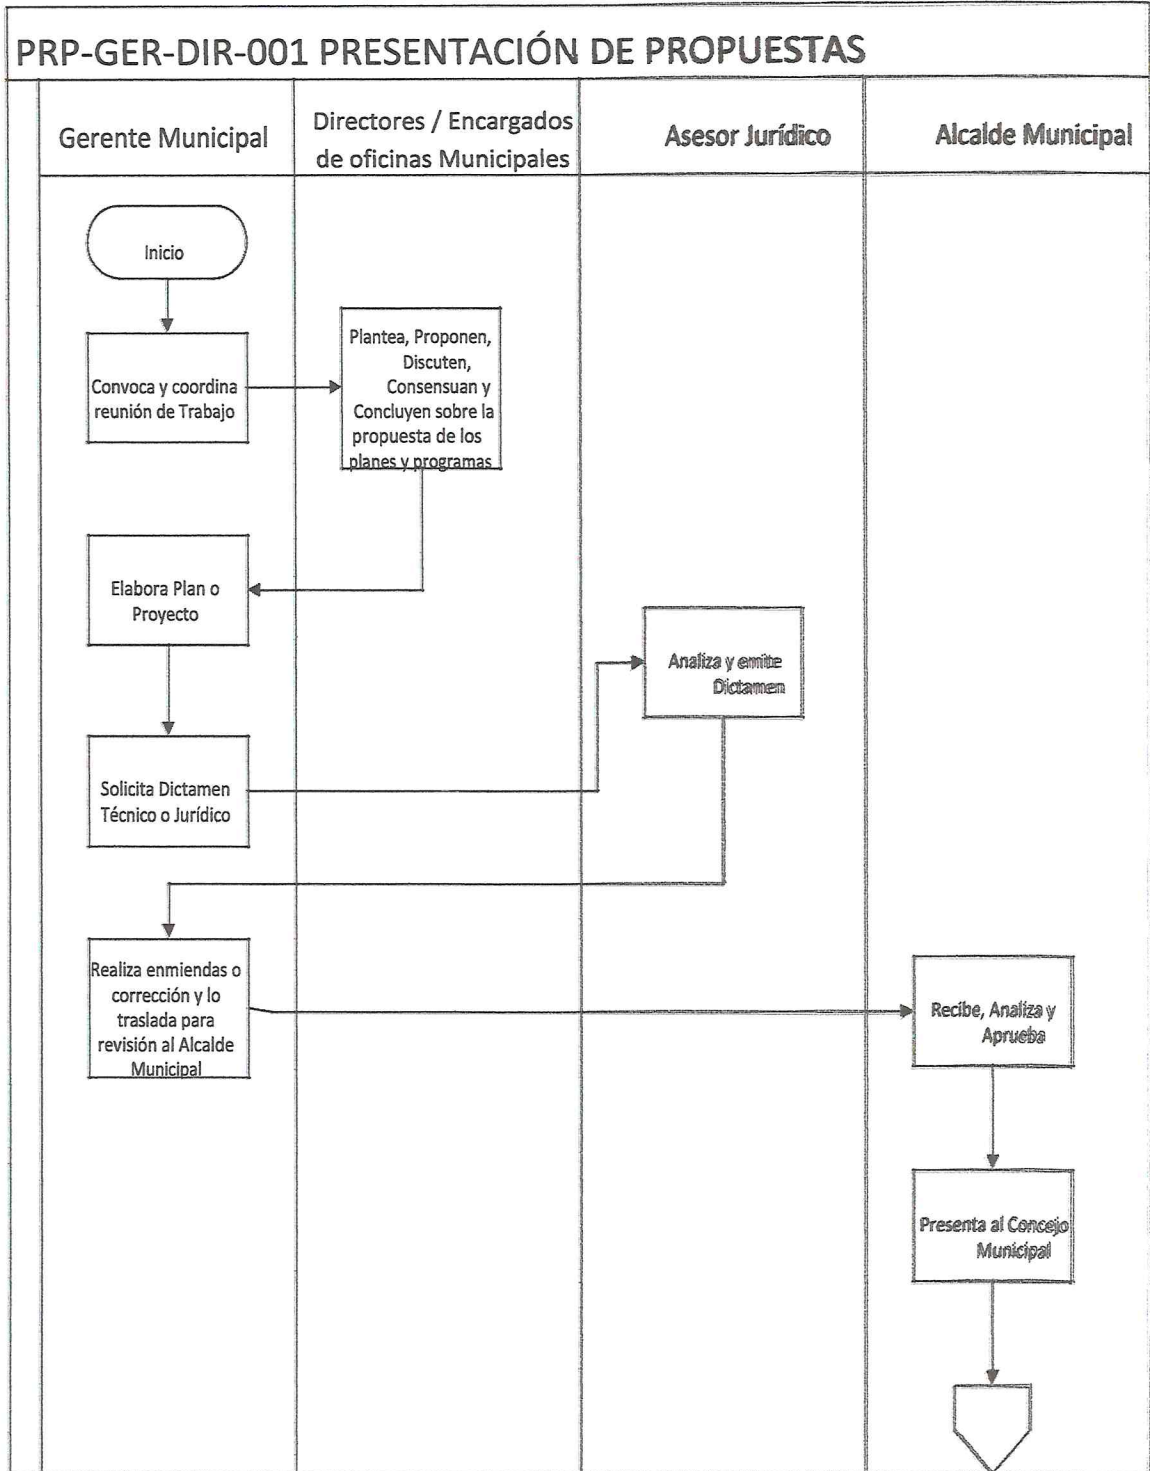 PRP-GER-DIR-001 PRESENTACIÓN DE PROPUESTAS
Gerente Municipal
Directores / Encargados
de oficinas Municipales
Asesor Jurídico
Alcalde Municipal
Inicio
Convoca y coordina
reunión de Trabajo
Plantea, Proponen,
Discuten,
Consensuan y
Concluyen sobre la
propuesta de los
planes y programas
Elabora Plan o
Proyecto
Analiza y emite
Dictamen
Solicita Dictamen
Técnico o Jurídico
Realiza enmiendas o
corrección y lo
traslada para
revisión al Alcalde
Municipal
Recibe, Analiza y
Aprueba
Presenta al Concejo
Municipal